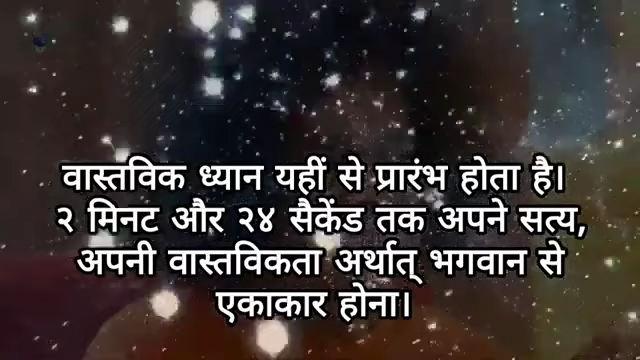 वास्तविक ध्यान यहीं से प्रारंभ होता है।
२ मिनट और २४ सैकेंड तक अपने सत्य,
अपनी वास्तविकता अर्थात् भगवान से
एकाकार होना।